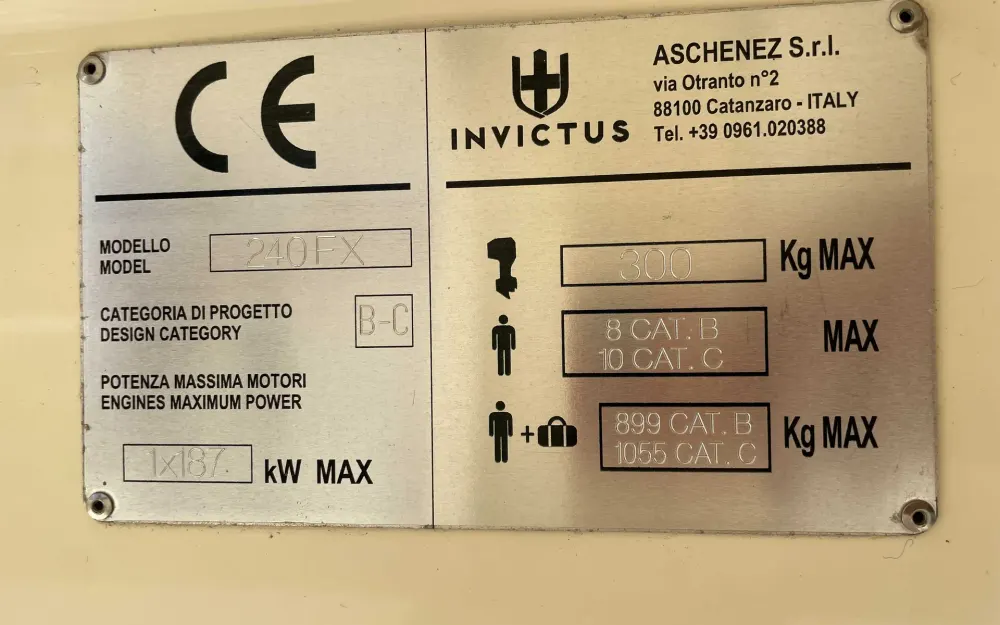 CE
MODELLO
MODEL
240FX
CATEGORIA DI PROGETTO
DESIGN CATEGORY
B-C
POTENZA MASSIMA MOTORI
ENGINES MAXIMUM POWER
1x187. kW MAX
INVICTUS
ASCHENEZ S.r.l.
via Otranto n°2
88100 Catanzaro - ITALY
Tel. +39 0961.020388
300 Kg MAX
8 CAT. B
10 CAT. C
MAX
+
899 CAT. B
1055 CAT. C
Kg MAX